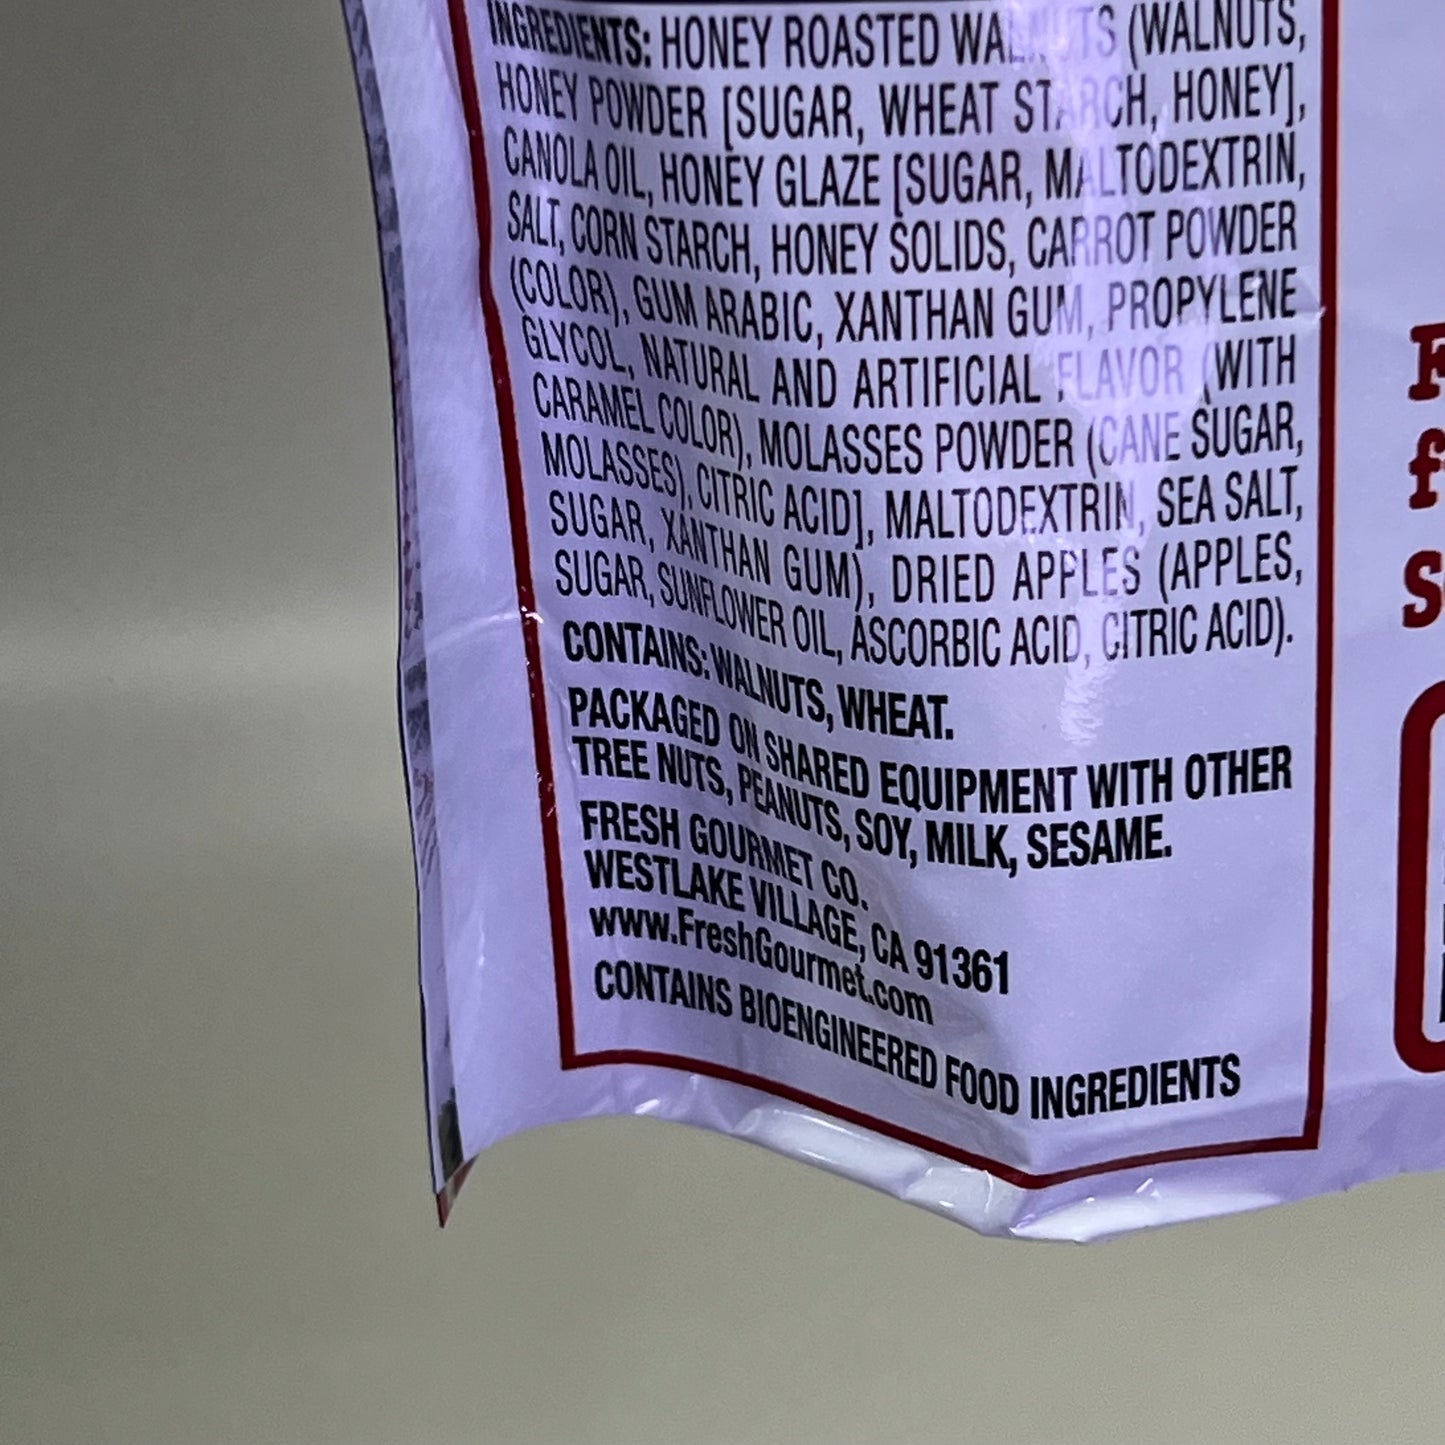 INGREDIENTS: HONEY ROASTED WALNUTS (WALNUTS,
HONEY POWDER [SUGAR, WHEAT STARCH, HONEY],
CANOLA OIL, HONEY GLAZE [SUGAR, MALTODEXTRIN,
SALT, CORN STARCH, HONEY SOLIDS, CARROT POWDER
(COLOR), GUM ARABIC, XANTHAN GUM, PROPYLENE
GLYCOL, NATURAL AND ARTIFICIAL FLAVOR (WITH
CARAMEL COLOR), MOLASSES POWDER (CANE SUGAR,
MOLASSES), CITRIC ACID], MALTODEXTRIN, SEA SALT,
SUGAR, XANTHAN GUM), DRIED APPLES (APPLES,
SUGAR, SUNFLOWER OIL, ASCORBIC ACID, CITRIC ACID).
CONTAINS: WALNUTS, WHEAT.
PACKAGED ON SHARED EQUIPMENT WITH OTHER
TREE NUTS, PEANUTS, SOY, MILK, SESAME.
FRESH GOURMET CO.
WESTLAKE VILLAGE, CA 91361
www.FreshGourmet.com
CONTAINS BIOENGINEERED FOOD INGREDIENTS